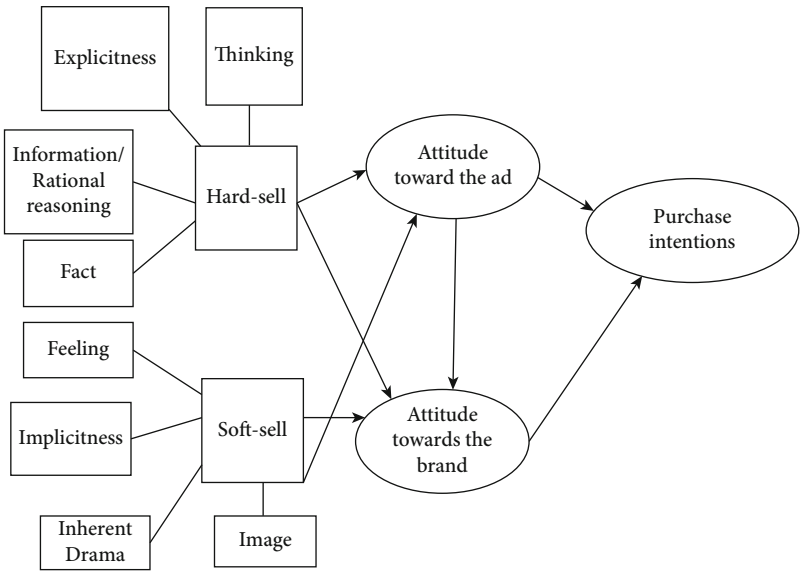 Explicitness
Thinking
Information/
Rational
reasoning
Hard-sell
Fact
Attitude
toward the ad
Purchase
intentions
Feeling
Implicitness
Soft-sell
Attitude
towards the
brand
Inherent
Drama
Image